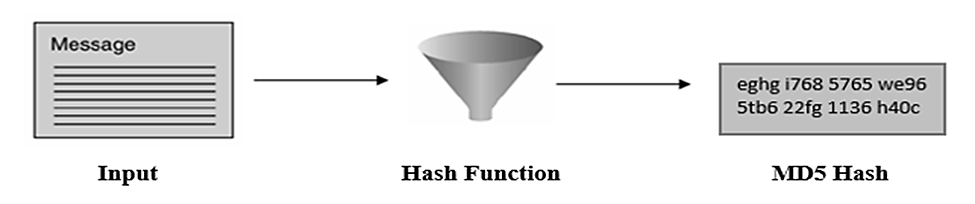 Message
eghg i768 5765 we96
5tb6 22fg 1136 h40c
Input
Hash Function
MD5 Hash